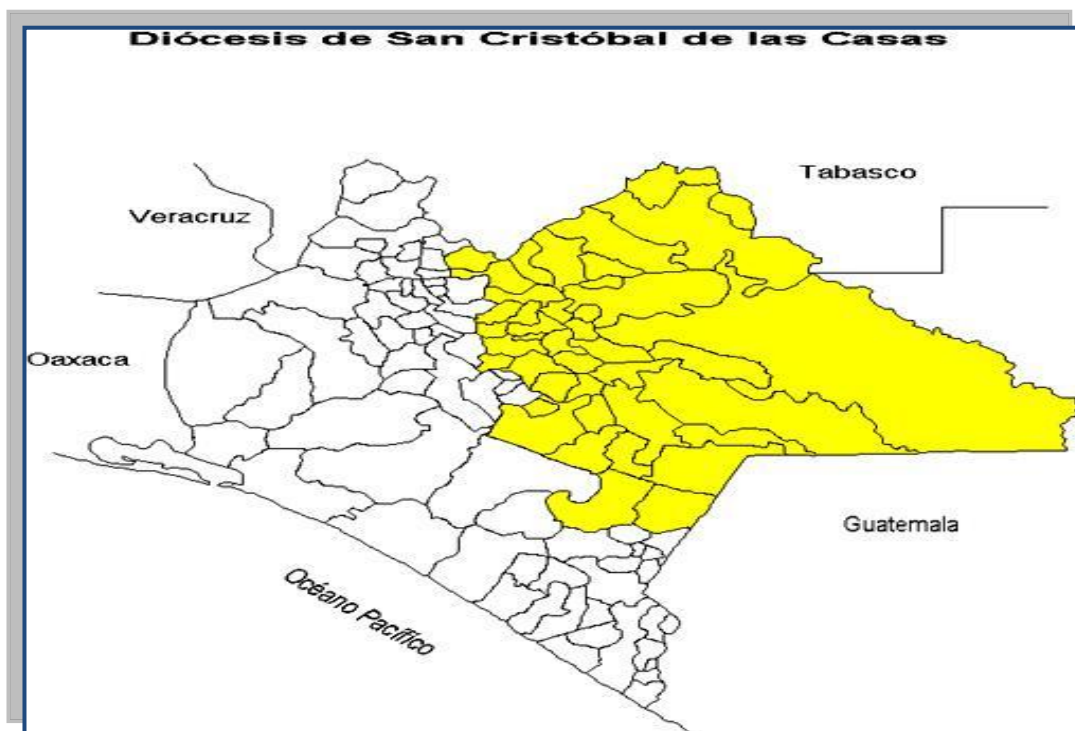 Diócesis de San Cristóbal de las Casas
Tabasco
Veracruz
Oaxaca
Guatemala
Océano Pacífico